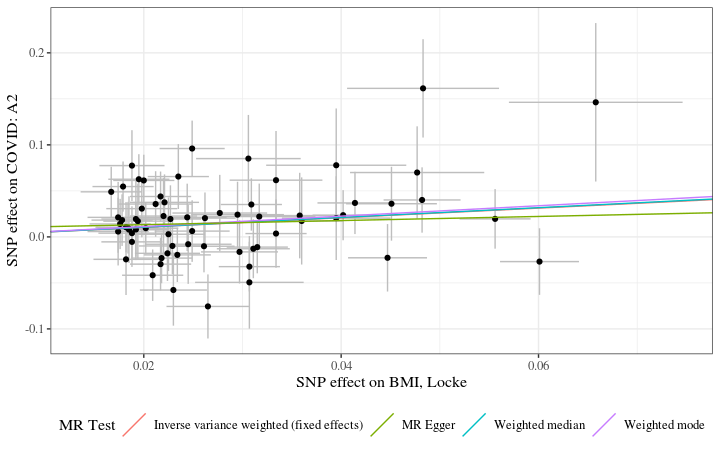 0.2
0.1
0.0
-0.1
SNP effect on COVID: A2
0.02 0.04 0.06
SNP effect on BMI, Locke
MR Test Inverse variance weighted (fixed effects) MR Egger Weighted median Weighted mode